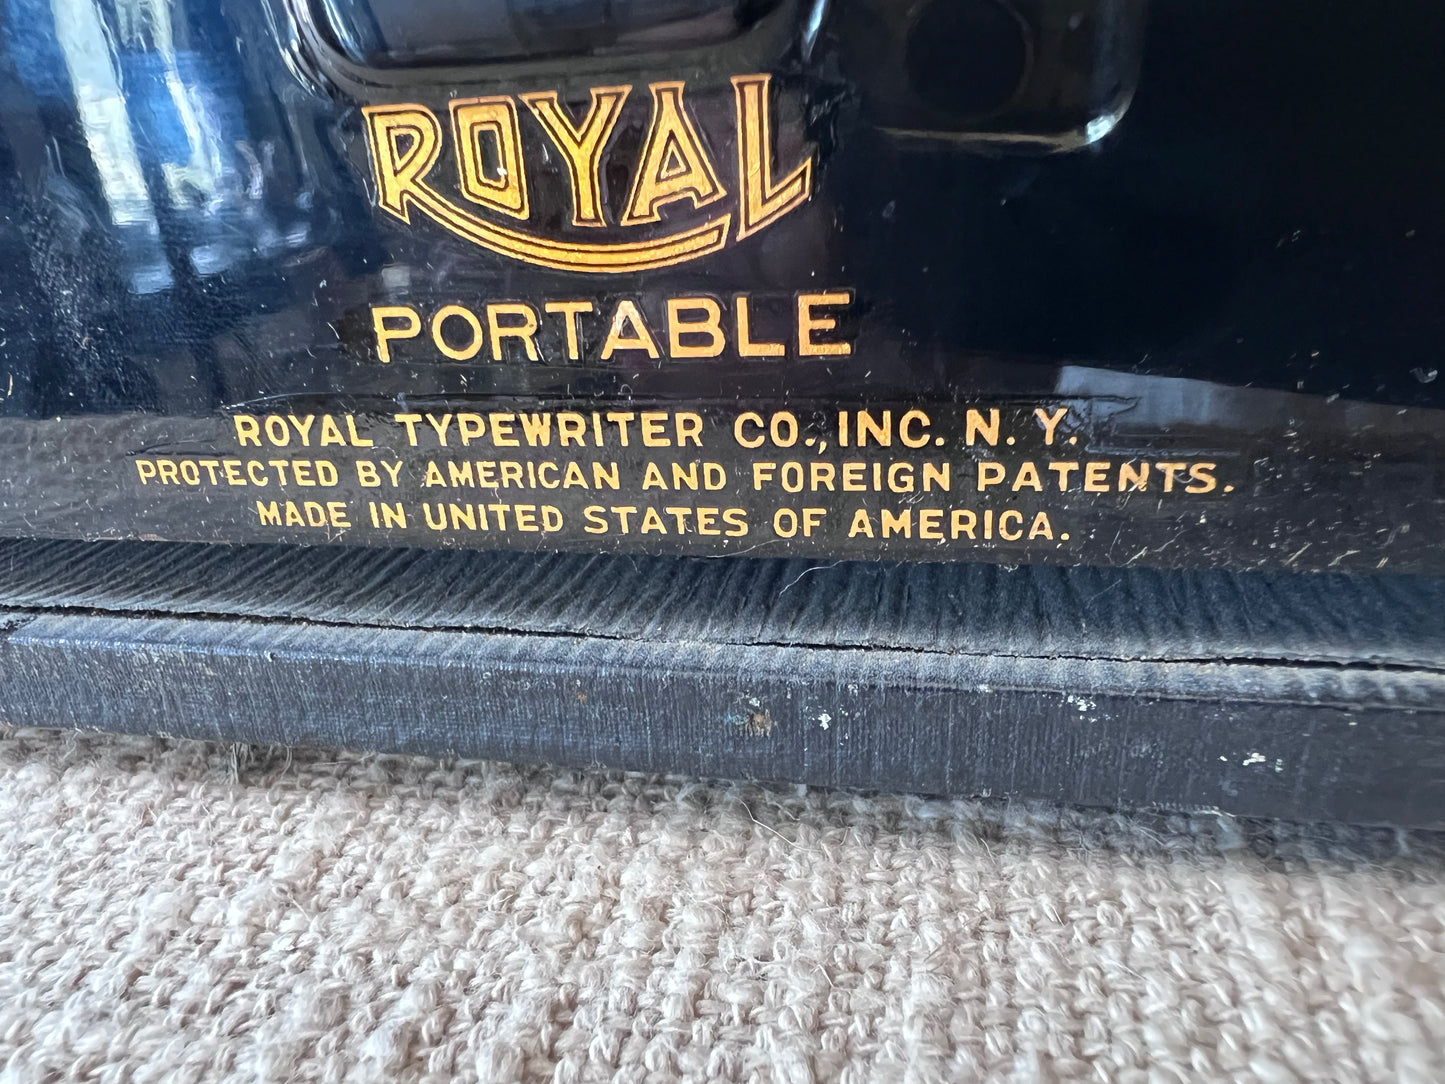 ROYAL
PORTABLE
ROYAL TYPEWRITER CO., INC. N. Y.
PROTECTED BY AMERICAN AND FOREIGN PATENTS.
MADE IN UNITED STATES OF AMERICA.